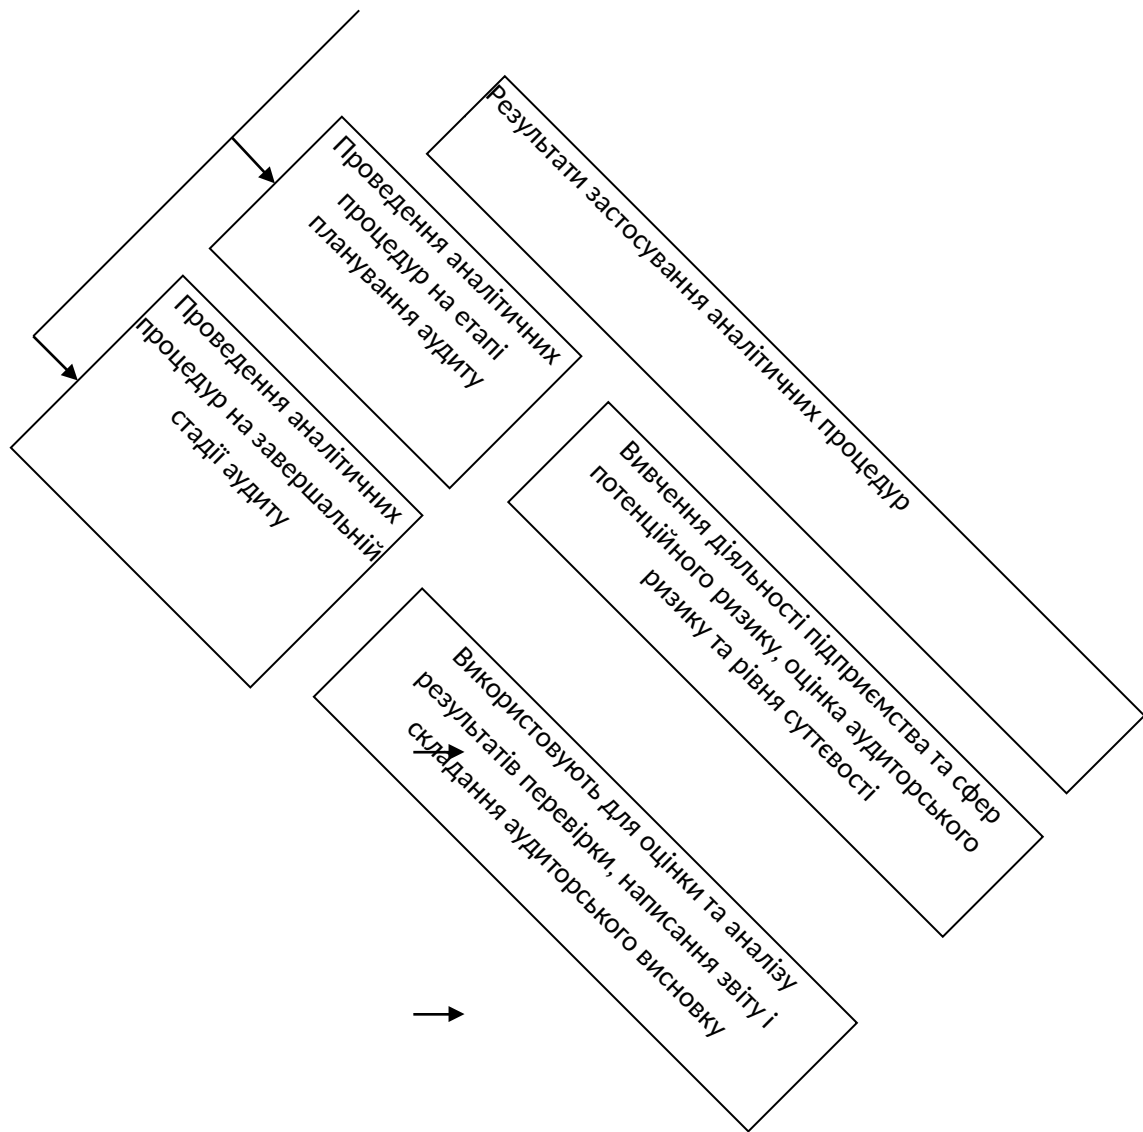 Результати застосування аналітичних процедур
Проведення аналітичних
процедур на етапі
планування аудиту
Вивчення діяльності підприємства та сфер
потенційного ризику, оцінка аудиторського
ризику та рівня суттєвості
Проведення аналітичних
процедур на завершальній
стадії аудиту
Використовують для оцінки та аналізу
результатів перевірки, написання звіту і
складання аудиторського висновку